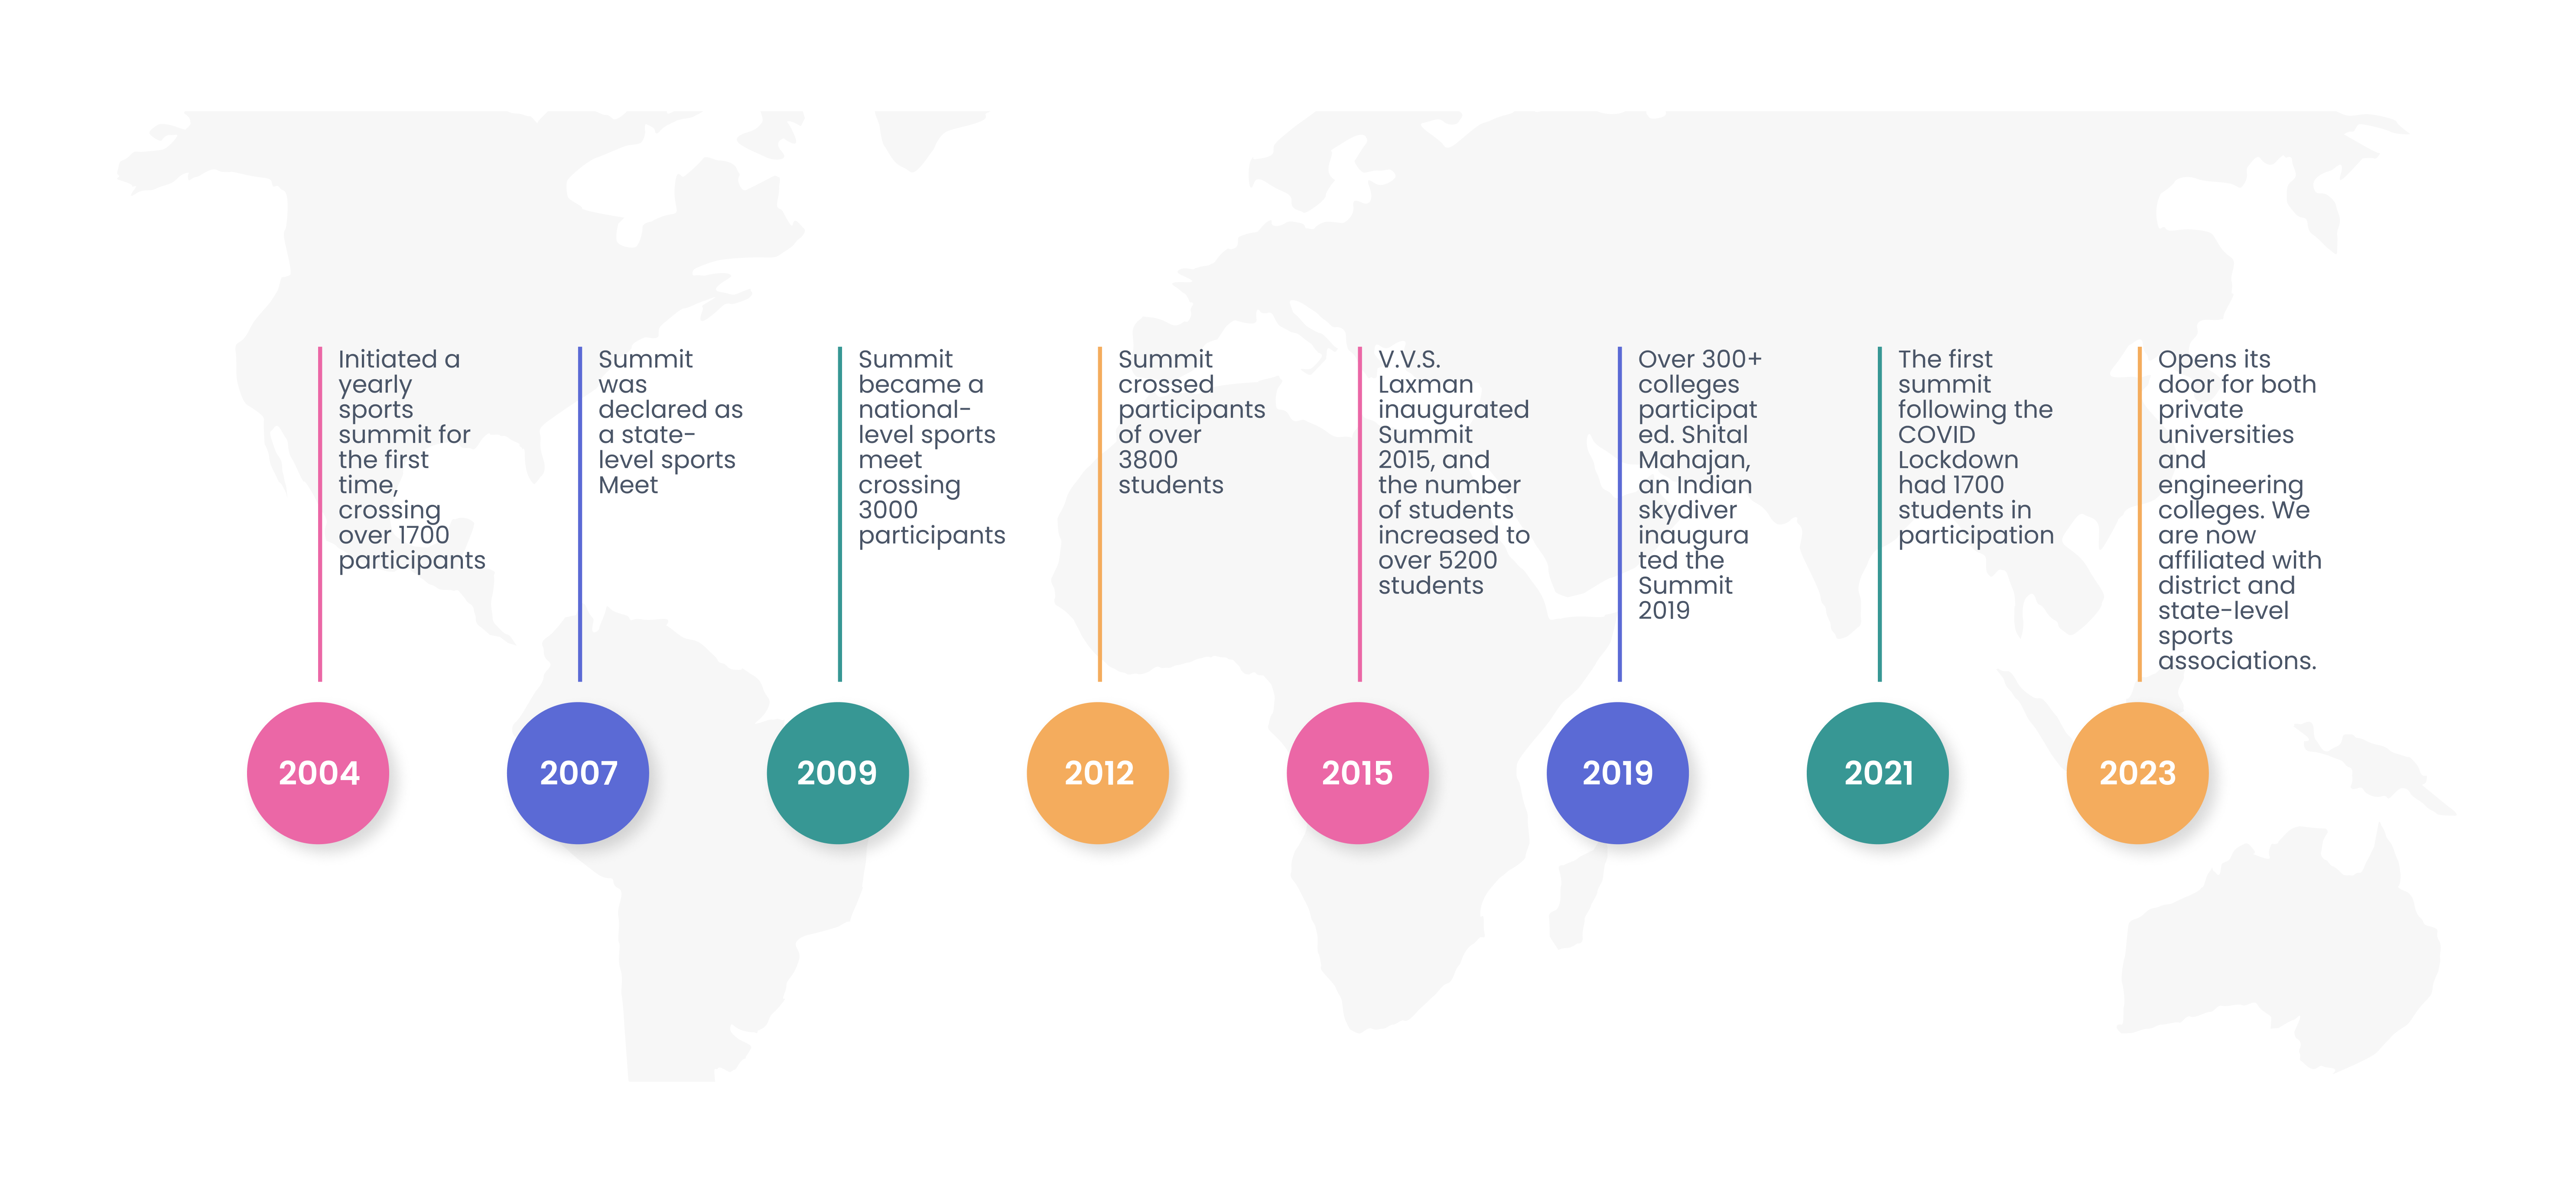 Initiated a
yearly
sports
summit for
the first
time,
crossing
over 1700
participants
2004
Summit
was
declared as
a state-
level sports
Meet
2007
Summit
became a
national-
level sports
meet
crossing
3000
participants
2009
Summit
crossed
participants
of over
3800
students
2012
V.V.S.
Laxman
inaugurated
Summit
2015, and
the number
of students
increased to
over 5200
students
2015
Over 300+
colleges
participat
ed. Shital
Mahajan,
an Indian
skydiver
inaugura
ted the
Summit
2019
2019
The first
summit
following the
COVID
Lockdown
had 1700
students in
participation
2021
Opens its
door for both
private
universities
and
engineering
colleges. We
are now
affiliated with
district and
state-level
sports
associations.
2023